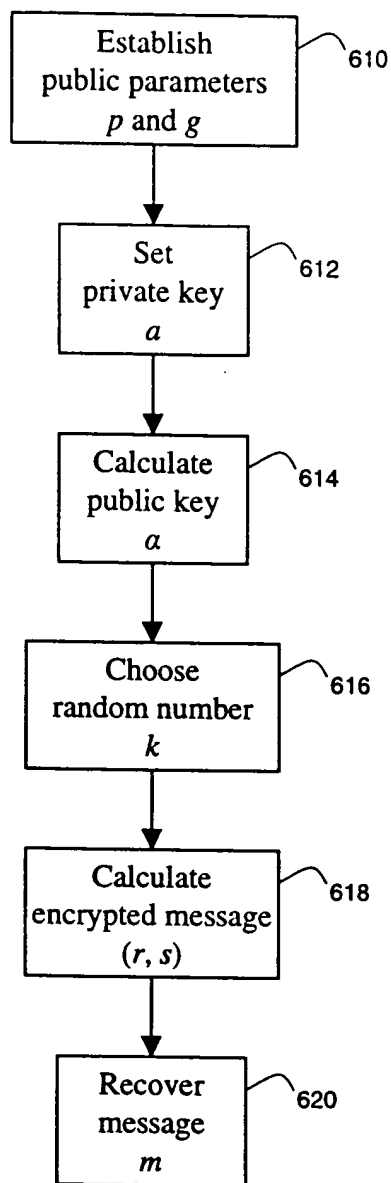 Establish
public parameters
p and g
610
Set
private key
a
612
Calculate
public key
α
614
Choose
random number
k
616
Calculate
encrypted message
(r, s)
618
Recover
message
m
620